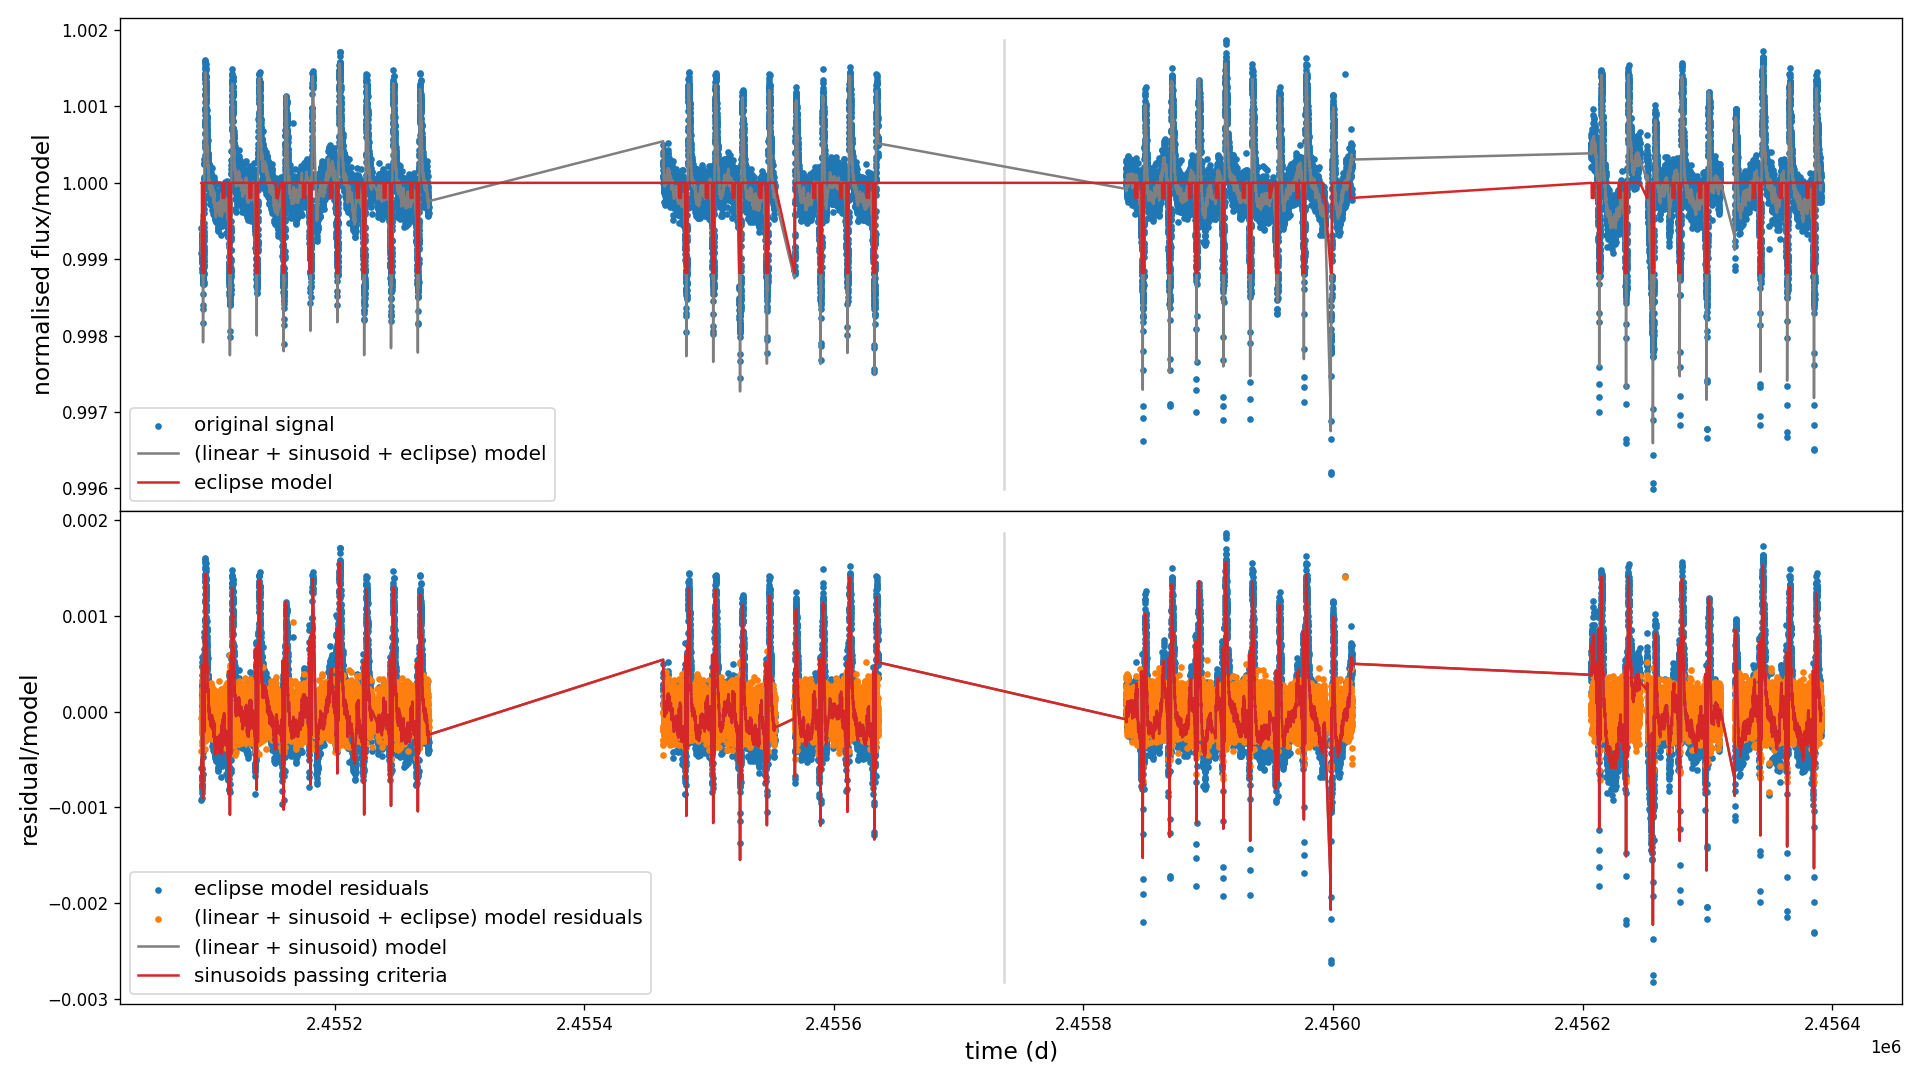 1.002
1.001
1.000
0.999
0.998
0.997
0.996
normalised flux/model
original signal
(linear + sinusoid + eclipse) model
eclipse model
0.002
0.001
0.000
−0.001
−0.002
−0.003
residual/model
eclipse model residuals
(linear + sinusoid + eclipse) model residuals
(linear + sinusoid) model
sinusoids passing criteria
2.4552 2.4554 2.4556 2.4558 2.4560 2.4562 2.4564
1e6
time (d)